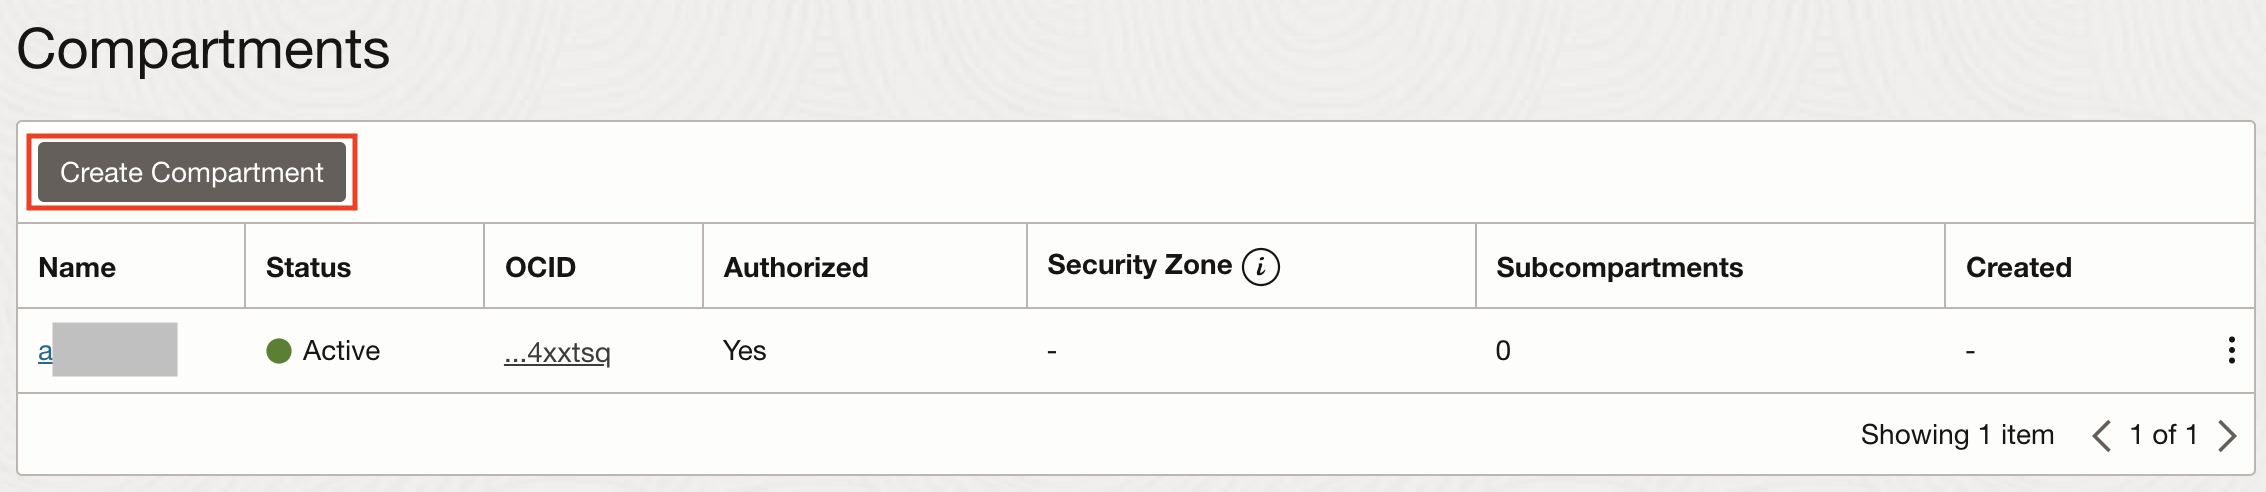 Compartments
Create Compartment
Name Status OCID Authorized Security Zone i Subcompartments Created
a Active ...4xxtsq Yes - 0 -
Showing 1 item 1 of 1